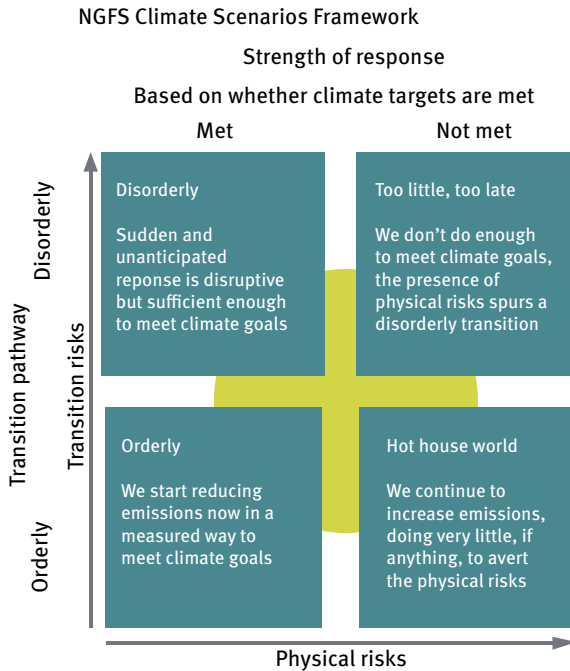 NGFS Climate Scenarios Framework
Strength of response
Based on whether climate targets are met
Met
Not met
Transition pathway
Disorderly
Orderly
Transition risks
Disorderly
Sudden and
unanticipated
reponse is disruptive
but sufficient enough
to meet climate goals
Too little, too late
We don’t do enough
to meet climate goals,
the presence of
physical risks spurs a
disorderly transition
Orderly
We start reducing
emissions now in a
measured way to
meet climate goals
Hot house world
We continue to
increase emissions,
doing very little, if
anything, to avert
the physical risks
Physical risks